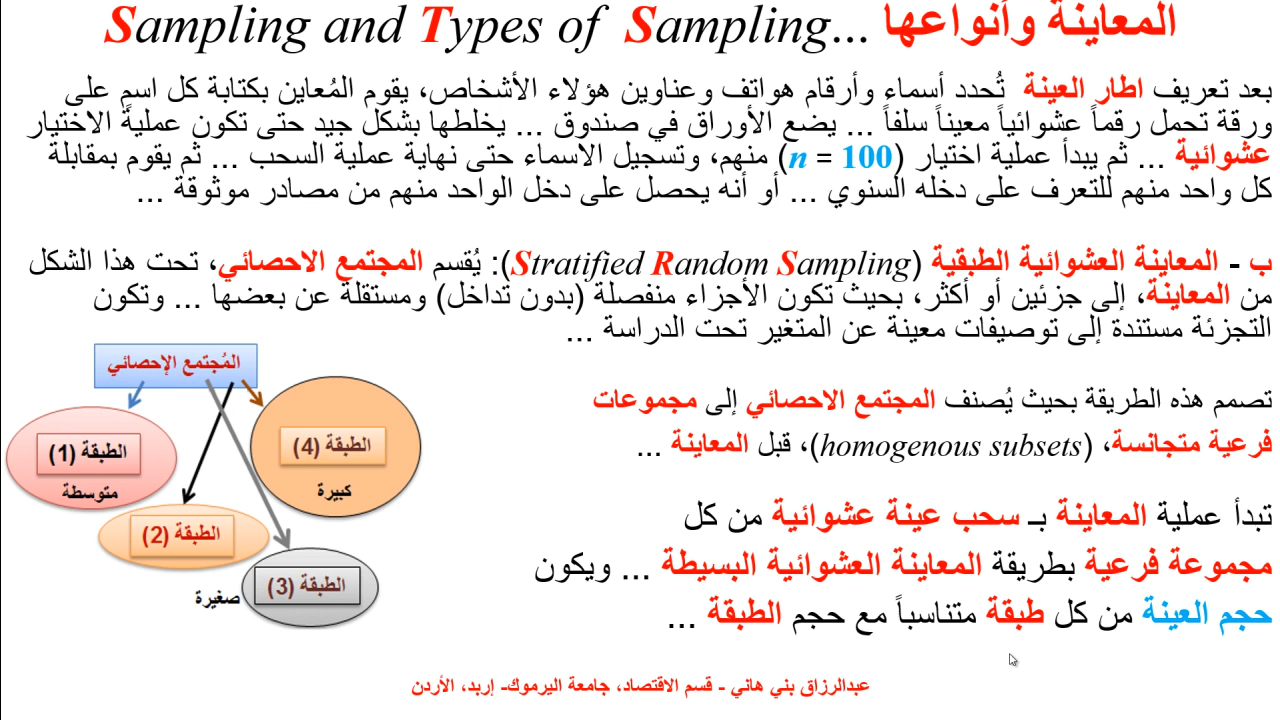 المعاينة وأنواعها ...Sampling and Types of Sampling
بعد تعريف اطار العينة تُحدد أسماء وأرقام هواتف وعناوين هؤلاء الأشخاص، يقوم المُعاين بكتابة كل اسمٍ على
ورقة تحمل رقماً عشوائياً معيناً سلفاً ... يضع الأوراق في صندوق ... يخلطها بشكل جيد حتى تكون عملية الاختيار
عشوائية ... ثم يبدأ عملية اختيار (n = 100) منهم، وتسجيل الاسماء حتى نهاية عملية السحب ... ثم يقوم بمقابلة
كل واحد منهم للتعرف على دخله السنوي ... أو أنه يحصل على دخل الواحد منهم من مصادر موثوقة ...
ب - المعاينة العشوائية الطبقية (Stratified Random Sampling): يُقسم المجتمع الاحصائي، تحت هذا الشكل
من المعاينة، إلى جزئين أو أكثر، بحيث تكون الأجزاء منفصلة (بدون تداخل) ومستقلة عن بعضها ... وتكون
التجزئة مستندة إلى توصيفات معينة عن المتغير تحت الدراسة ...
تصمم هذه الطريقة بحيث يُصنف المجتمع الاحصائي إلى مجموعات
فرعية متجانسة، (homogenous subsets)، قبل المعاينة ...
تبدأ عملية المعاينة بـ سحب عينة عشوائية من كل
مجموعة فرعية بطريقة المعاينة العشوائية البسيطة ... ويكون
حجم العينة من كل طبقة متناسباً مع حجم الطبقة ...
المُجتمع الإحصائي
الطبقة (4)
كبيرة
الطبقة (1)
متوسطة
الطبقة (2)
الطبقة (3)
صغيرة
عبدالرزاق بني هاني - قسم الاقتصاد، جامعة اليرموك- إربد، الأردن